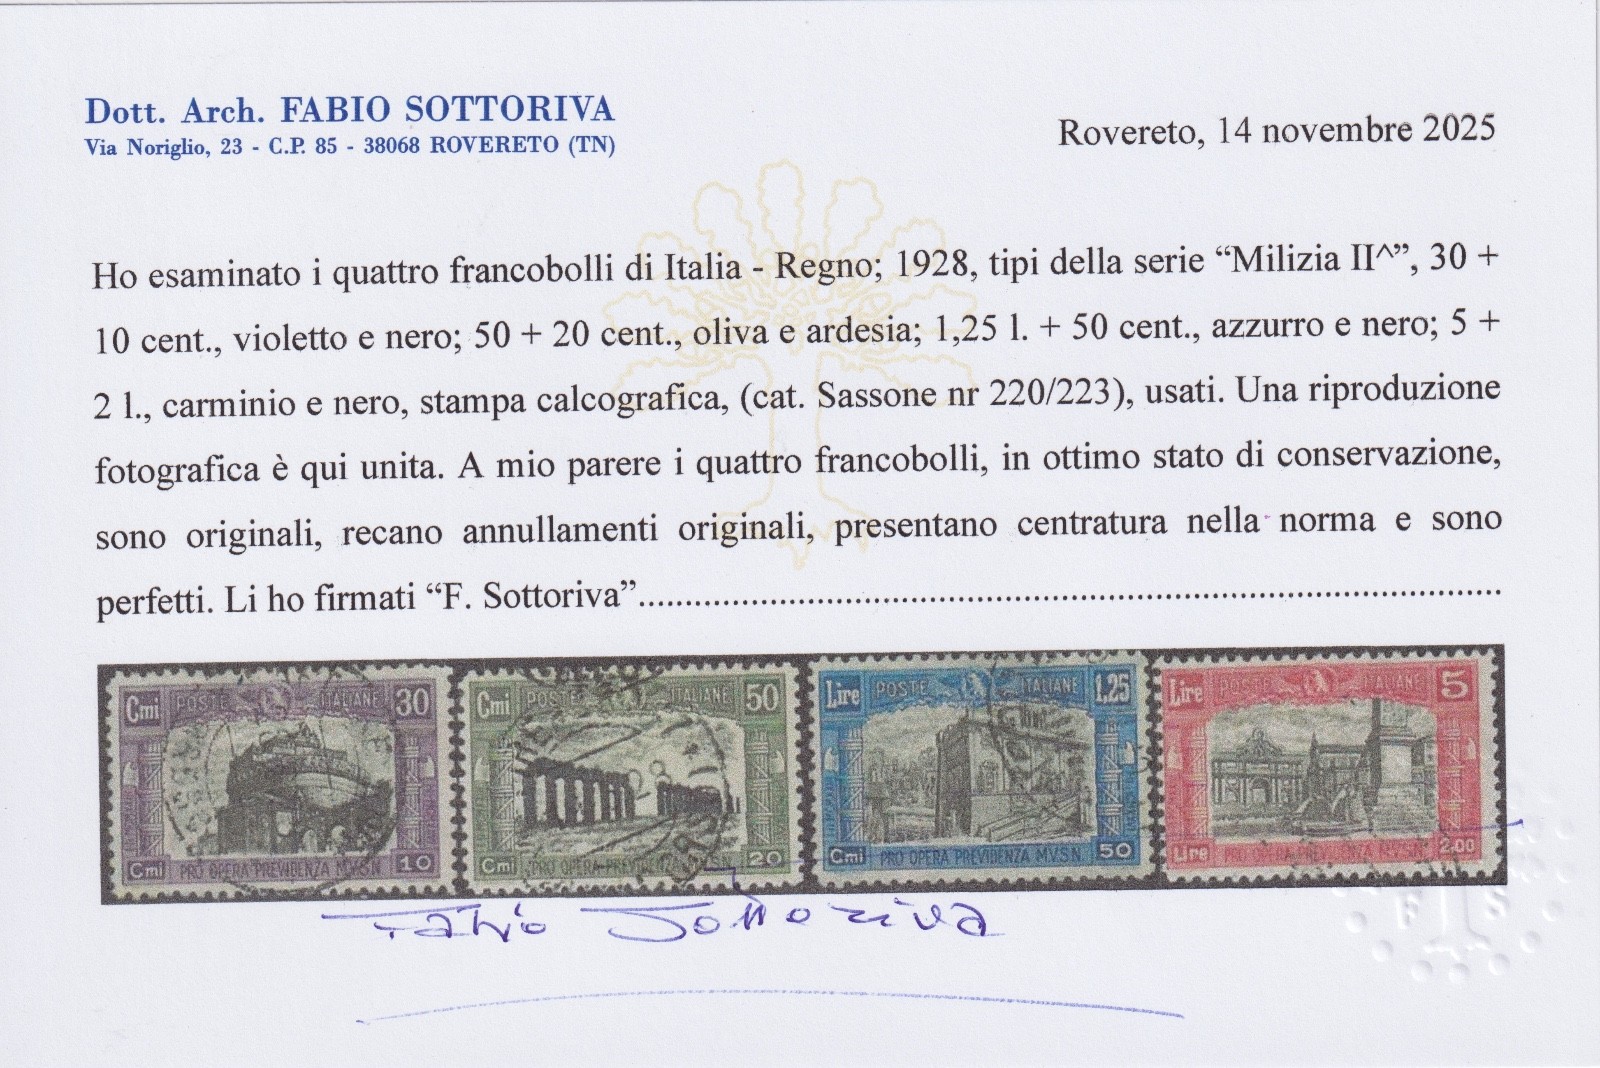 Dott. Arch. FABIO SOTTORIVA
Via Noriglio, 23 - C.P. 85 - 38068 ROVERETO (TN)
Rovereto, 14 novembre 2025
Ho esaminato i quattro francobolli di Italia - Regno; 1928, tipi della serie “Milizia II^”, 30 +
10 cent., violetto e nero; 50 + 20 cent., oliva e ardesia; 1,25 l. + 50 cent., azzurro e nero; 5 +
2 l., carminio e nero, stampa calcografica, (cat. Sassone nr 220/223), usati. Una riproduzione
fotografica è qui unita. A mio parere i quattro francobolli, in ottimo stato di conservazione,
sono originali, recano annullamenti originali, presentano centratura nella norma e sono
perfetti. Li ho firmati “F. Sottoriva”....................................................................................
Cmi POSTE ITALIANE 30
Cmi PRO OPERA PREVIDENZA M.V.S.N. 10
Cmi POSTE ITALIANE 50
Cmi PRO OPERA PREVIDENZA M.V.S.N. 20
Lire POSTE ITALIANE 1.25
Cmi PRO OPERA PREVIDENZA M.V.S.N. 50
Lire POSTE ITALIANE 5
Lire PRO OPERA M.V.S.N. 2.00
Fabio Sottoriva
F S